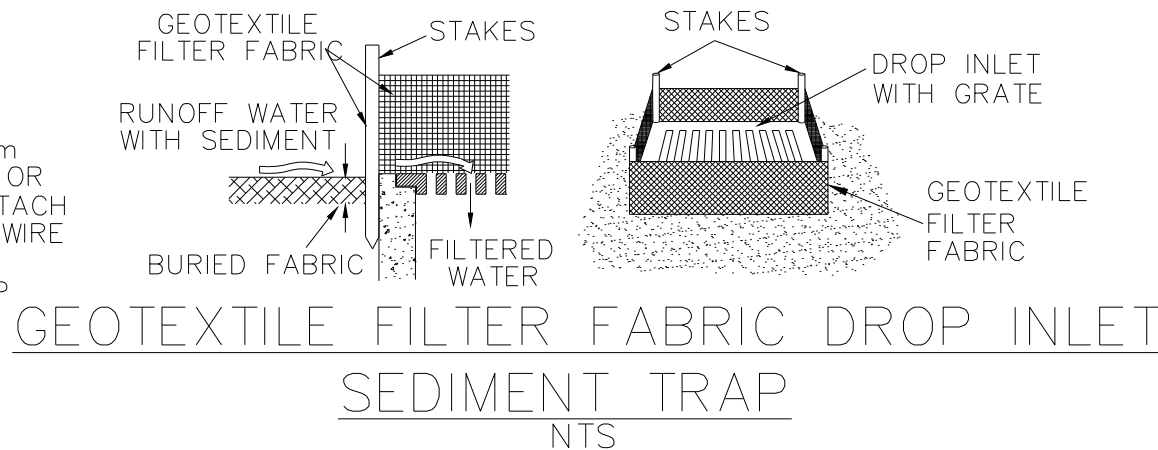 GEOTEXTILE
FILTER FABRIC
STAKES
RUNOFF WATER
WITH SEDIMENT
m
OR
TACH
WIRE
BURIED FABRIC
FILTERED
WATER
STAKES
DROP INLET
WITH GRATE
GEOTEXTILE
FILTER
FABRIC
GEOTEXTILE FILTER FABRIC DROP INLET
SEDIMENT TRAP
NTS